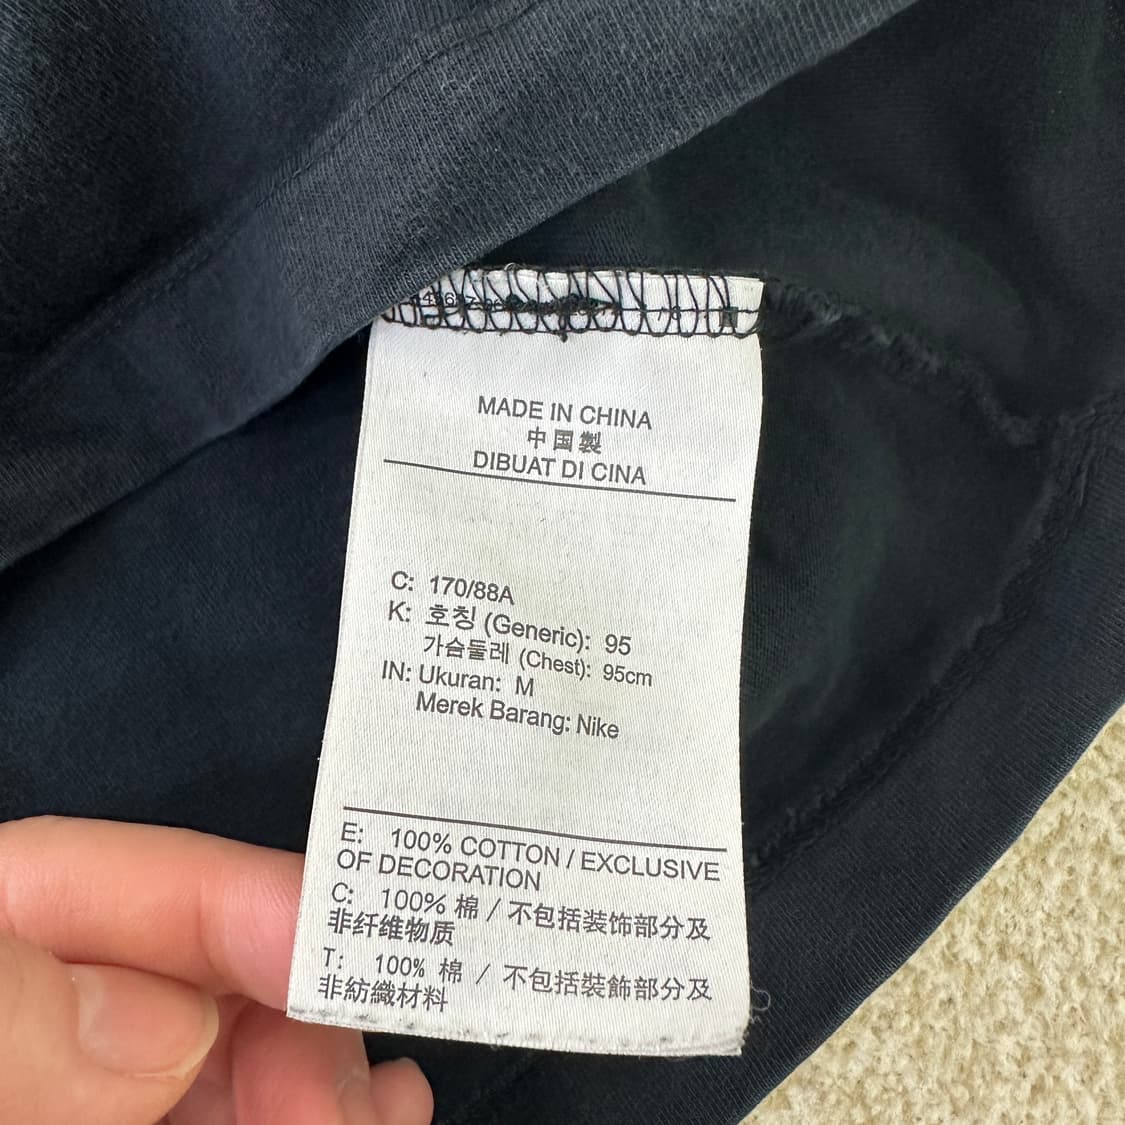 MADE IN CHINA
中国製
DIBUAT DI CINA
C: 170/88A
K: 호칭 (Generic): 95
가슴둘레 (Chest): 95cm
IN: Ukuran: M
Merek Barang: Nike
E: 100% COTTON / EXCLUSIVE
OF DECORATION
C: 100% 棉 / 不包括装饰部分及
非纤维物质
T: 100% 棉 / 不包括裝飾部分及
非紡織材料